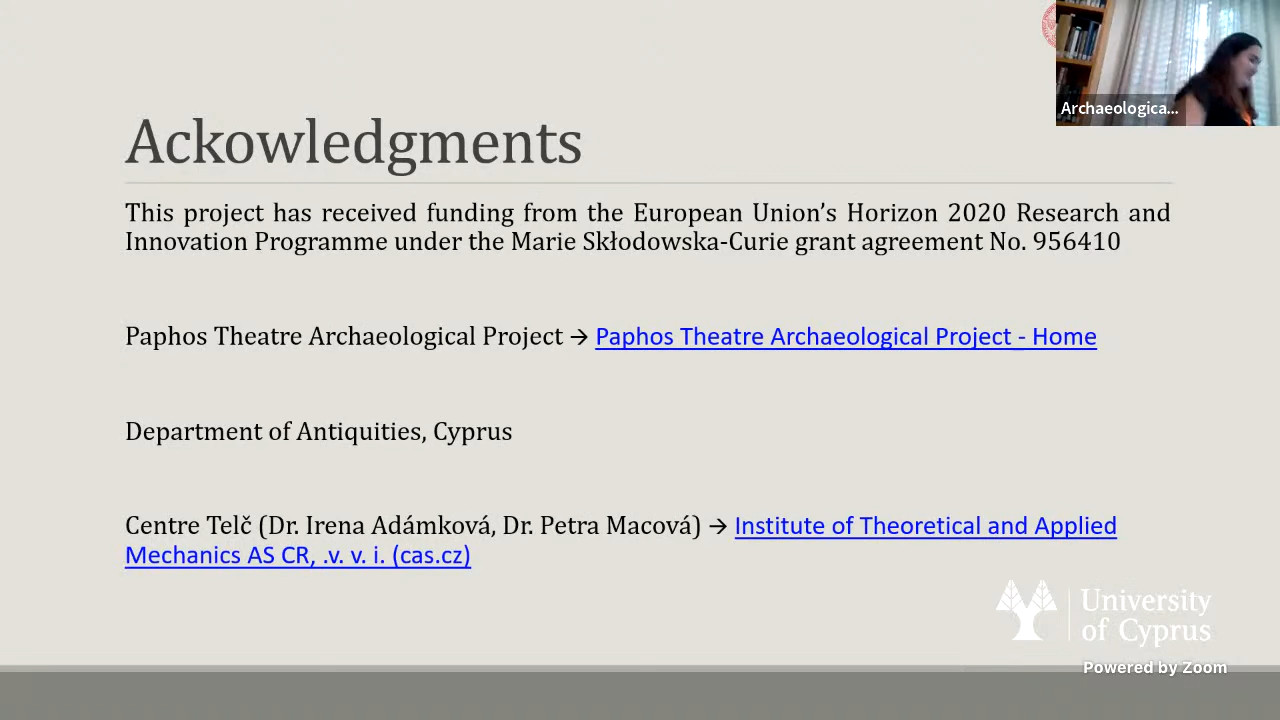 Archaeologica...
Ackowledgments
This project has received funding from the European Union’s Horizon 2020 Research and
Innovation Programme under the Marie Skłodowska-Curie grant agreement No. 956410
Paphos Theatre Archaeological Project → Paphos Theatre Archaeological Project - Home
Department of Antiquities, Cyprus
Centre Telč (Dr. Irena Adámková, Dr. Petra Macová) → Institute of Theoretical and Applied
Mechanics AS CR, .v. v. i. (cas.cz)
University
of Cyprus
Powered by Zoom